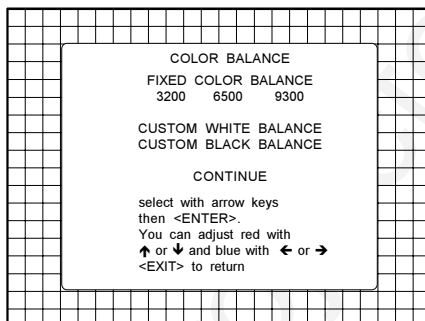 COLOR BALANCE
FIXED COLOR BALANCE
3200 6500 9300
CUSTOM WHITE BALANCE
CUSTOM BLACK BALANCE
CONTINUE
select with arrow keys
then <ENTER>.
You can adjust red with
↑ or ↓ and blue with ← or →
<EXIT> to return